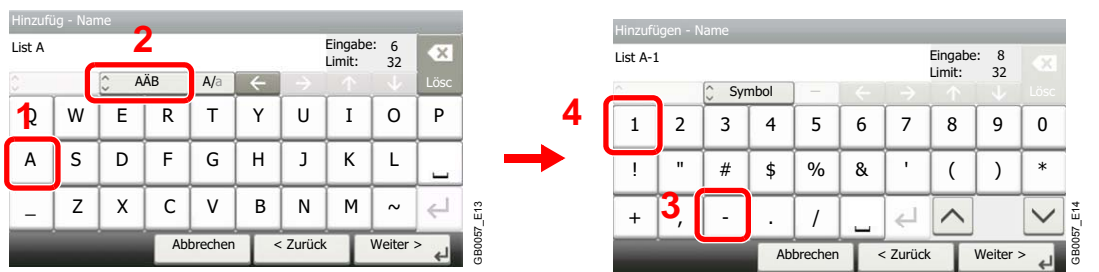 Hinzufüg - Name
List A
Eingabe: 6
Limit: 32
2
AÄB
A/a
Lösc
1
Q W E R T Y U I O P
A S D F G H J K L
_ Z X C V B N M ~
Abbrechen
< Zurück
Weiter >
GB0057_E13
Hinzufügen - Name
List A-1
Eingabe: 8
Limit: 32
Symbol
–
Lösc
4
1 2 3 4 5 6 7 8 9 0
! " # $ % & ' ( ) *
3
+ , - . /
Abbrechen
< Zurück
Weiter >
GB0057_E14